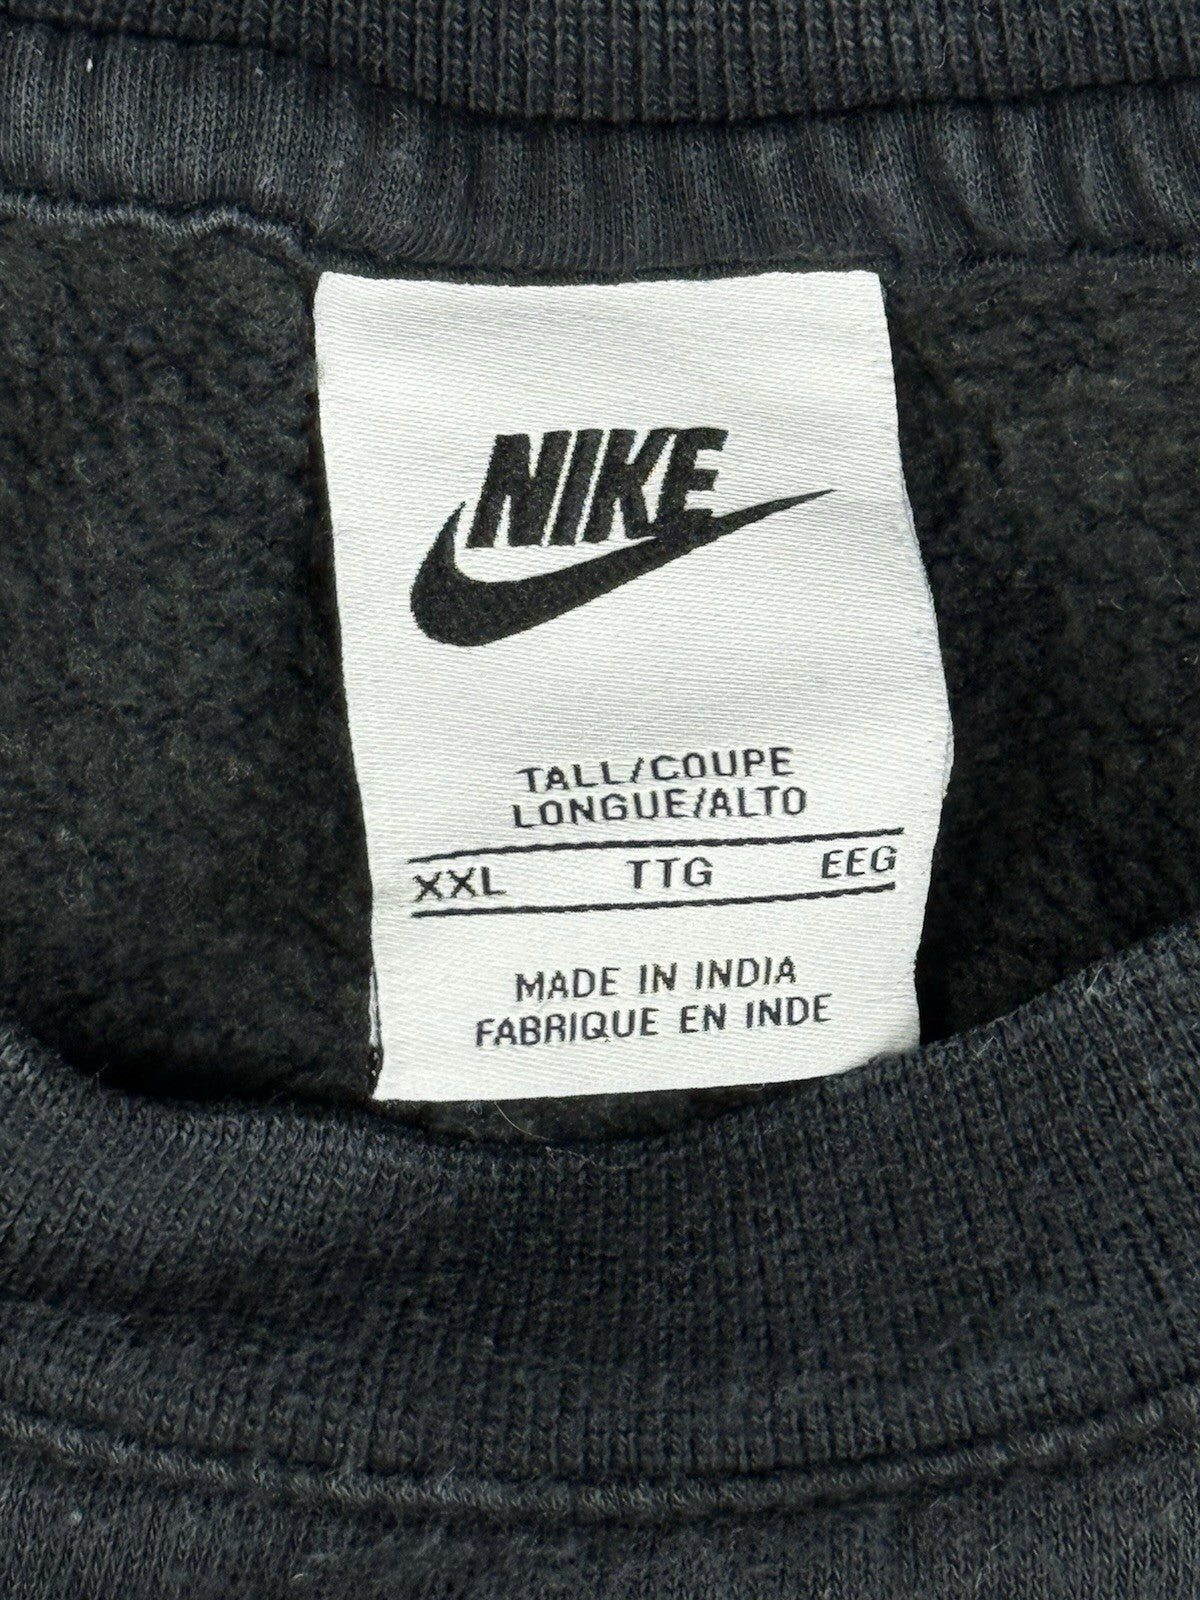 NIKE
TALL/COUPE
LONGUE/ALTO
XXL TTG EEG
MADE IN INDIA
FABRIQUE EN INDE